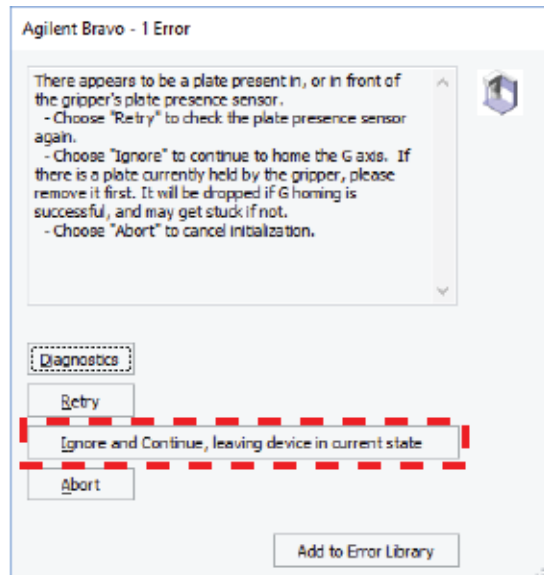 Agilent Bravo - 1 Error
There appears to be a plate present in, or in front of
the gripper's plate presence sensor.
- Choose "Retry" to check the plate presence sensor
again.
- Choose "Ignore" to continue to home the G axis. If
there is a plate currently held by the gripper, please
remove it first. It will be dropped if G homing is
successful, and may get stuck if not.
- Choose "Abort" to cancel initialization.
Diagnostics
Retry
Ignore and Continue, leaving device in current state
Abort
Add to Error Library